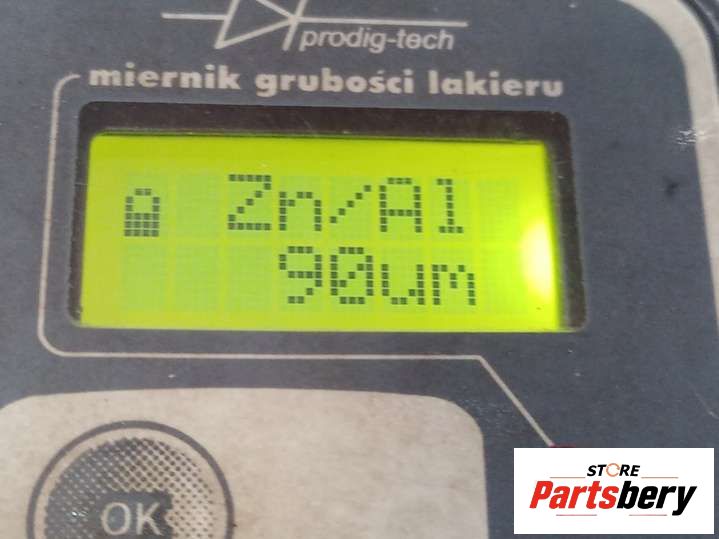 prodig-tech
miernik grubości lakieru
Zn/Al
90um
OK
STORE
Partsbery